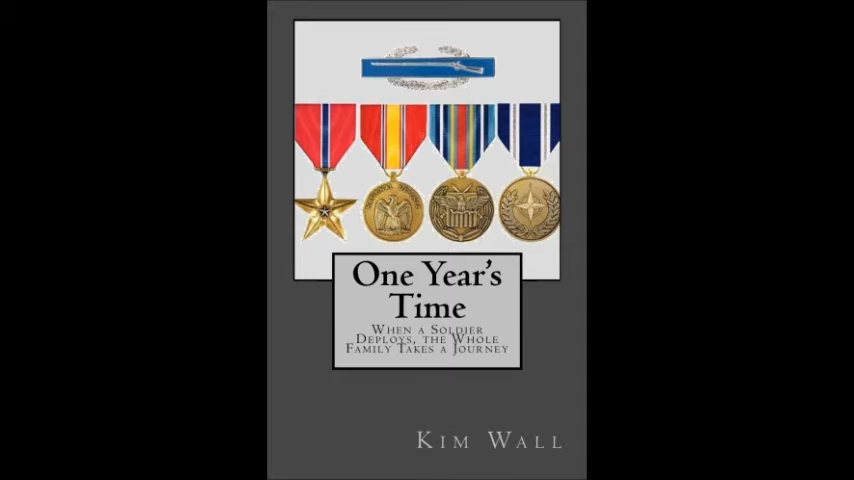 One Year's
Time
When a Soldier
Deploys, the Whole
Family Takes a Journey
Kim Wall